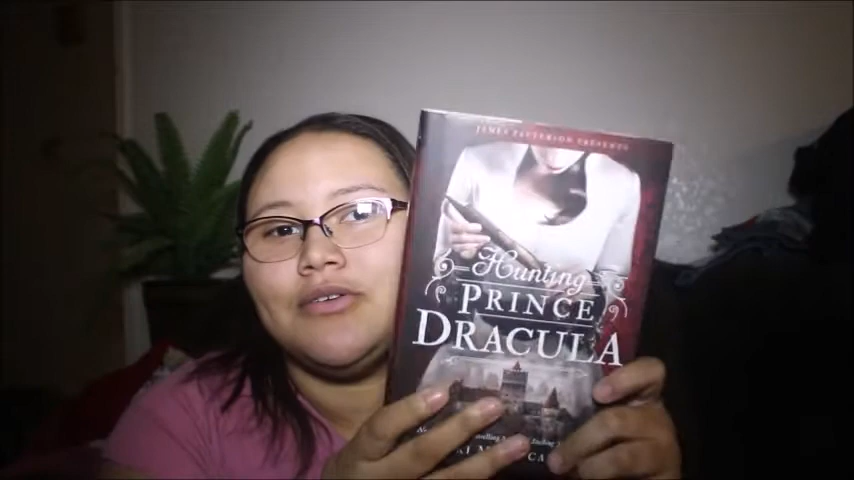 JAMES PATTERSON PRESENTS
Hunting
PRINCE
DRACULA